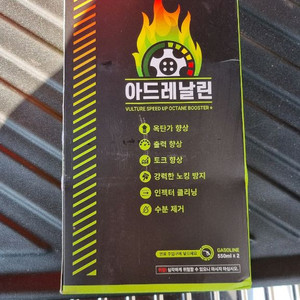 아드레날린
VULTURE SPEED-UP OCTANE BOOSTER +
옥탄가 향상
출력 향상
토크 향상
강력한 노킹 방지
인젝터 클리닝
수분 제거
GASOLINE
550ml x 2